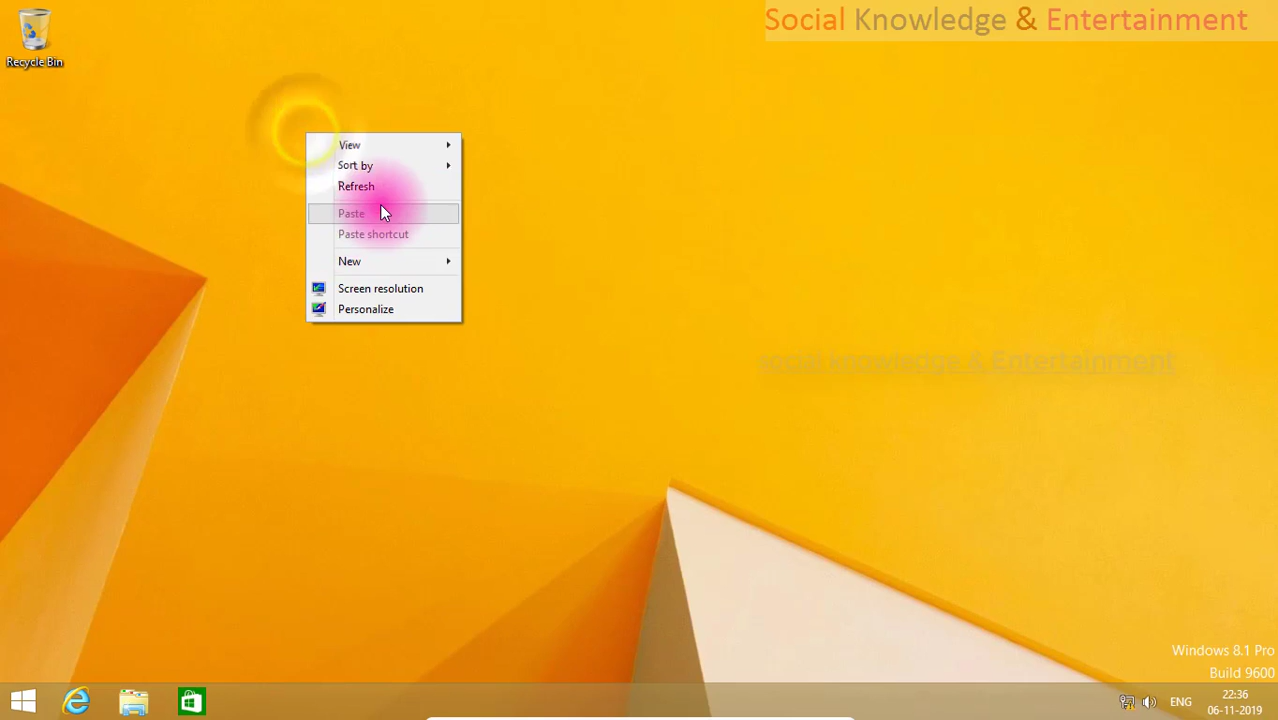 Social Knowledge & Entertainment
Recycle Bin
View
Sort by
Refresh
Paste
Paste shortcut
New
Screen resolution
Personalize
social knowledge & Entertainment
Windows 8.1 Pro
Build 9600
ENG
22:36
06-11-2019